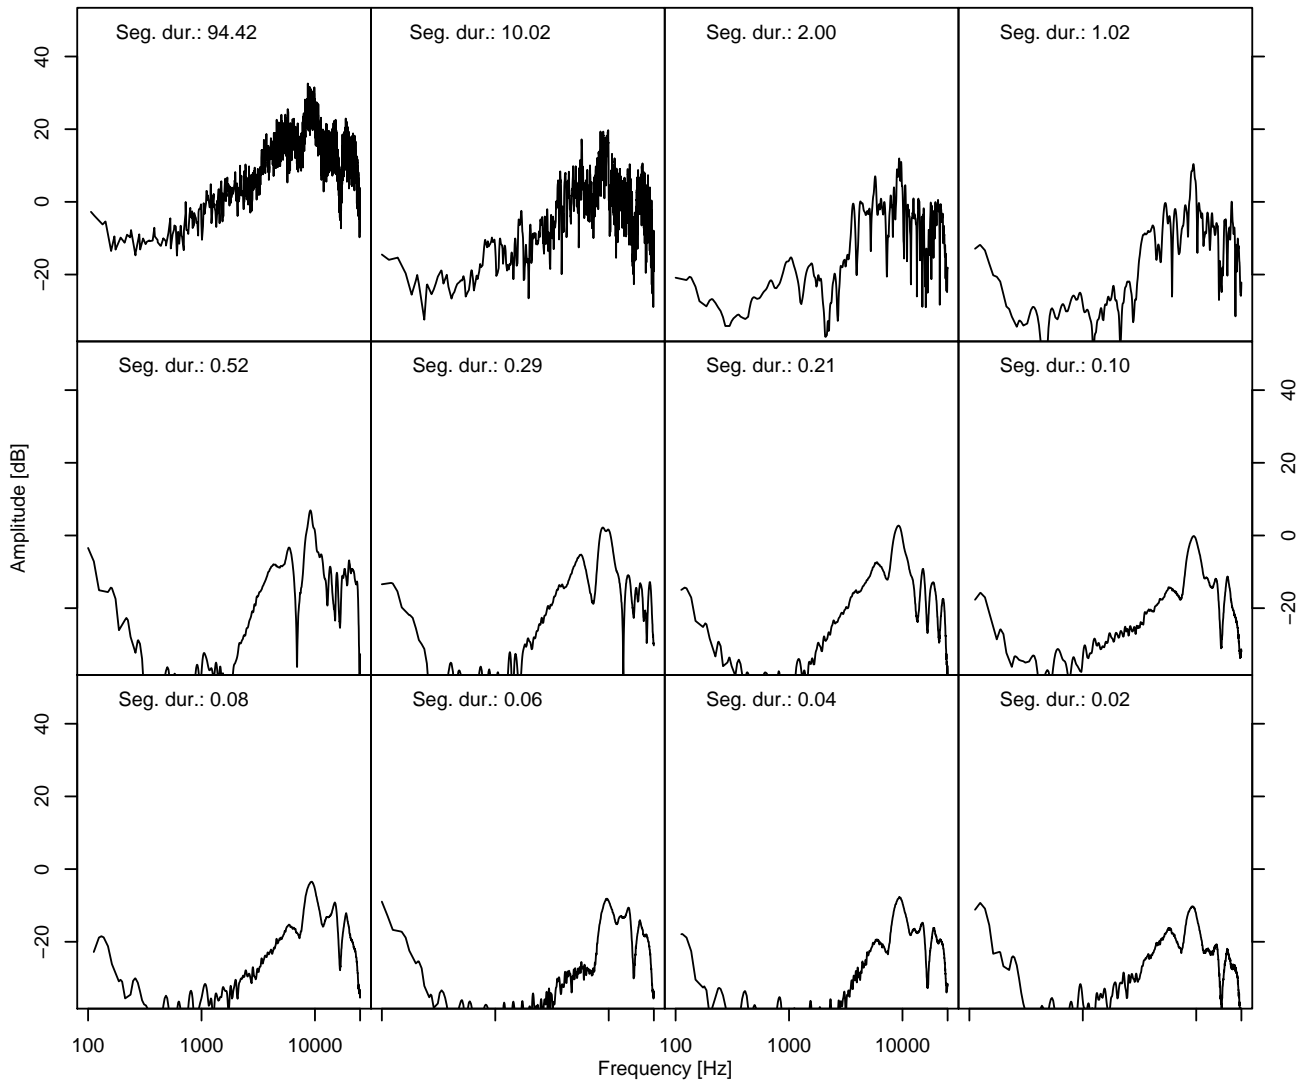 Seg. dur.: 94.42
Seg. dur.: 10.02
Seg. dur.: 2.00
Seg. dur.: 1.02
40
20
0
−20
Seg. dur.: 0.52
Seg. dur.: 0.29
Seg. dur.: 0.21
Seg. dur.: 0.10
40
20
0
−20
Amplitude [dB]
Seg. dur.: 0.08
Seg. dur.: 0.06
Seg. dur.: 0.04
Seg. dur.: 0.02
40
20
0
−20
100 1000 10000
100 1000 10000
Frequency [Hz]